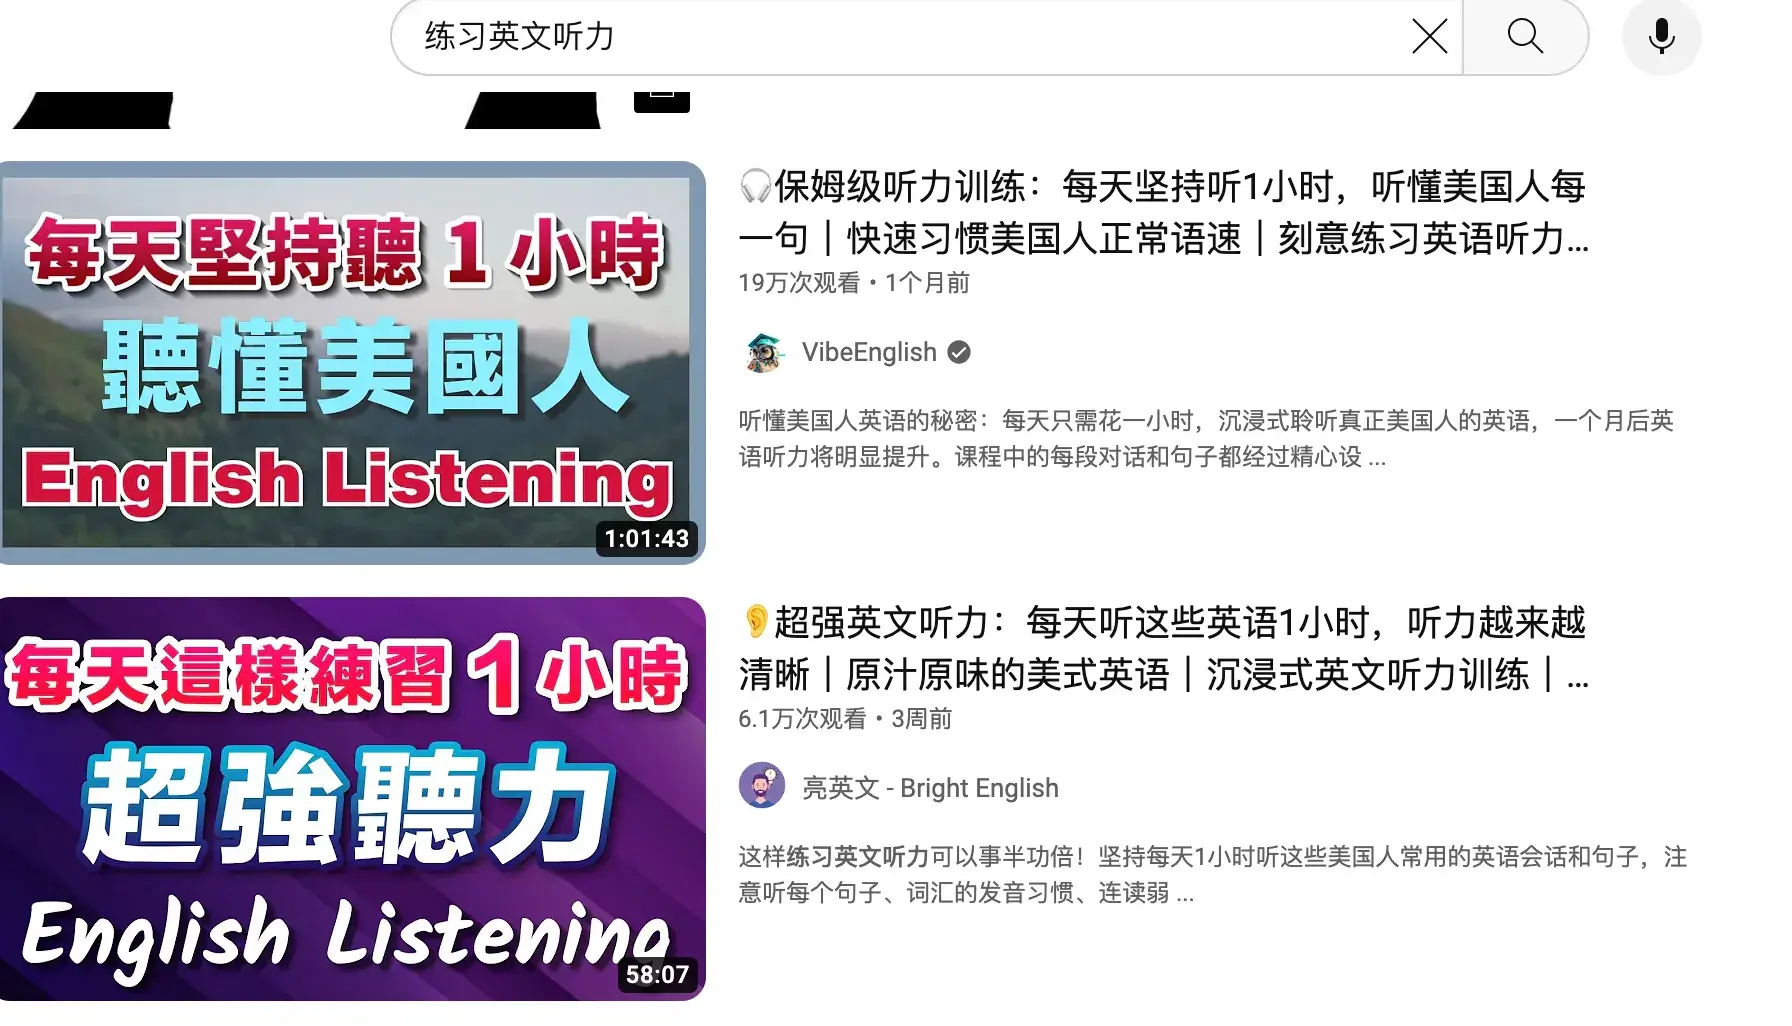 练习英文听力
每天堅持聽1小時
聽懂美國人
English Listening
1:01:43
🎧保姆级听力训练：每天坚持听1小时，听懂美国人每
一句｜快速习惯美国人正常语速｜刻意练习英语听力...
19万次观看・1个月前
VibeEnglish
听懂美国人英语的秘密：每天只需花一小时，沉浸式聆听真正美国人的英语，一个月后英
语听力将明显提升。课程中的每段对话和句子都经过精心设 ...
每天這樣練習1小時
超強聽力
English Listening
58:07
👂超强英文听力：每天听这些英语1小时，听力越来越
清晰｜原汁原味的美式英语｜沉浸式英文听力训练｜...
6.1万次观看・3周前
亮英文 - Bright English
这样练习英文听力可以事半功倍！坚持每天1小时听这些美国人常用的英语会话和句子，注
意听每个句子、词汇的发音习惯、连读弱 ...